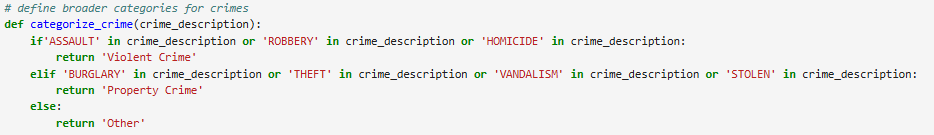 # define broader categories for crimes
def categorize_crime(crime_description):
    if'ASSAULT' in crime_description or 'ROBBERY' in crime_description or 'HOMICIDE' in crime_description:
        return 'Violent Crime'
    elif 'BURGLARY' in crime_description or 'THEFT' in crime_description or 'VANDALISM' in crime_description or 'STOLEN' in crime_description:
        return 'Property Crime'
    else:
        return 'Other'